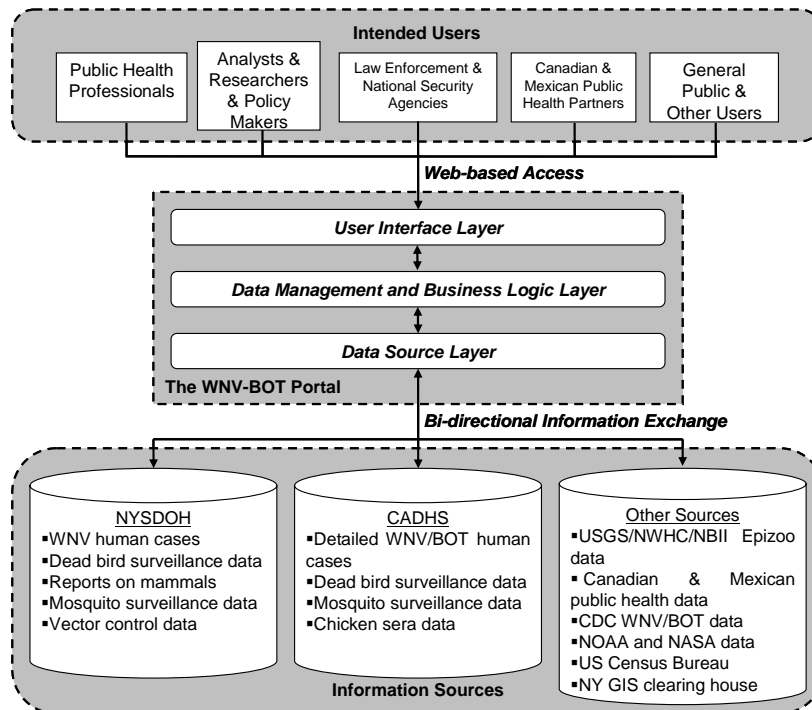 Intended Users
Public Health
Professionals
Analysts &
Researchers
& Policy
Makers
Law Enforcement &
National Security
Agencies
Canadian &
Mexican Public
Health Partners
General
Public &
Other Users
Web-based Access
User Interface Layer
Data Management and Business Logic Layer
Data Source Layer
The WNV-BOT Portal
Bi-directional Information Exchange
NYSDOH
▪WNV human cases
▪Dead bird surveillance data
▪Reports on mammals
▪Mosquito surveillance data
▪Vector control data
CADHS
▪Detailed WNV/BOT human
cases
▪Dead bird surveillance data
▪Mosquito surveillance data
▪Chicken sera data
Other Sources
▪USGS/NWHC/NBII Epizoo
data
▪Canadian & Mexican
public health data
▪CDC WNV/BOT data
▪NOAA and NASA data
▪US Census Bureau
▪NY GIS clearing house
Information Sources